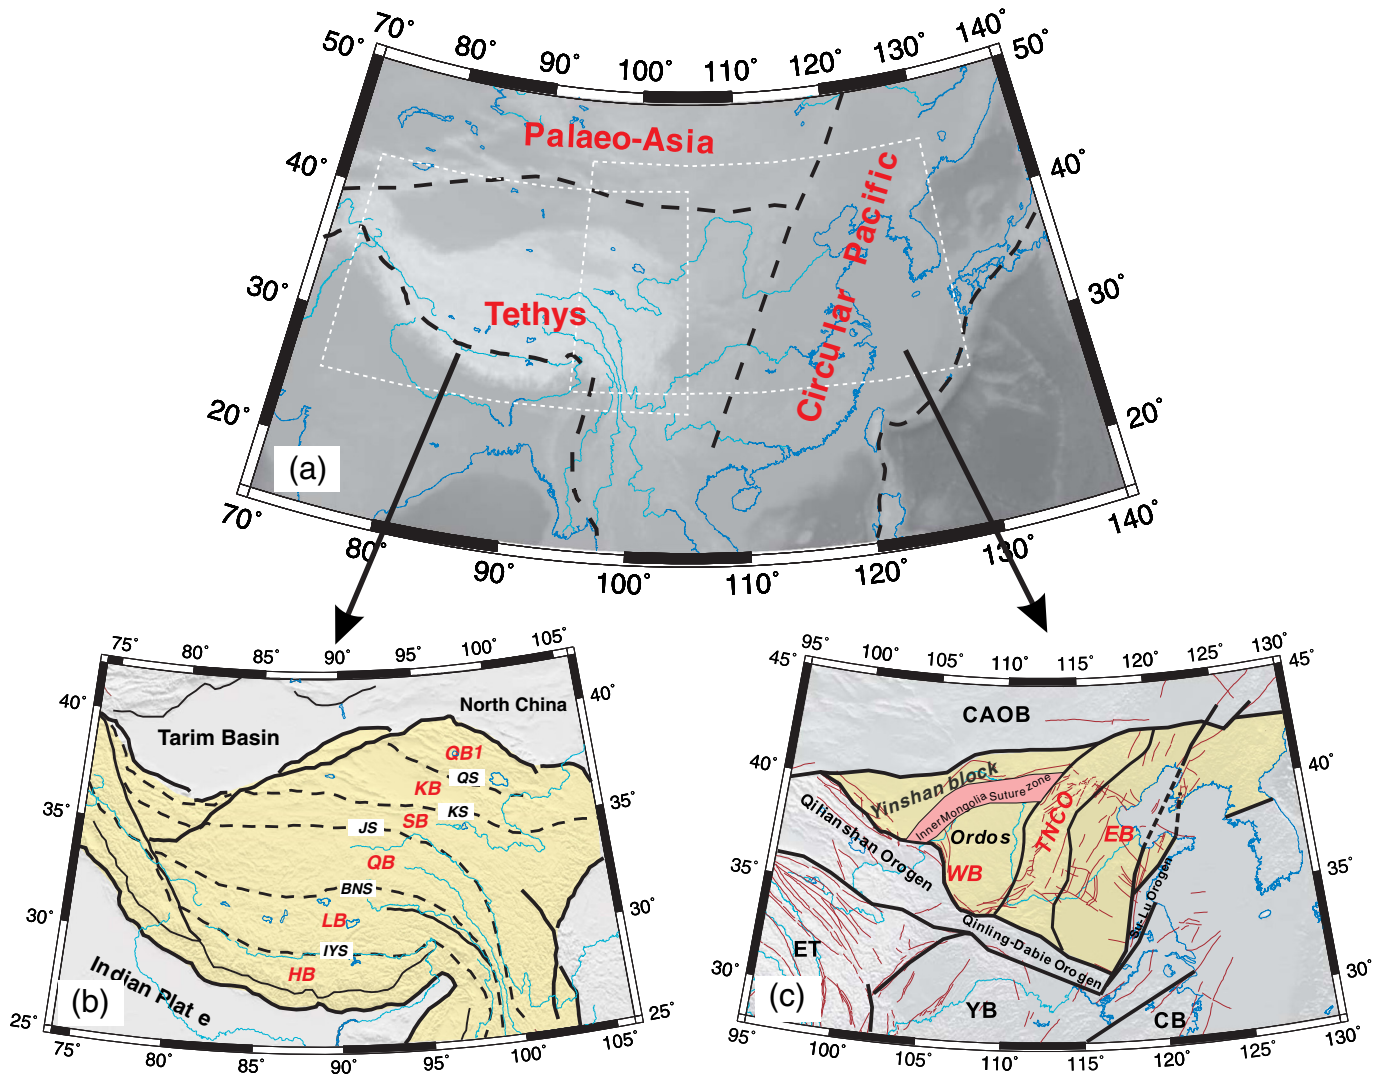 70° 80° 90° 100° 110° 120° 130° 140°
50° 50°
Palaeo-Asia
40° 40°
Circular Pacific
30° 30°
Tethys
20° 20°
(a)
70° 80° 90° 100° 110° 120° 130° 140°
75° 80° 85° 90° 95° 100° 105°
40° 40°
North China
Tarim Basin
QB1
QS
KB
35° 35°
KS
SB
JS
QB
BNS
30° 30°
LB
IYS
HB
Indian Plat e
(b)
25° 25°
75° 80° 85° 90° 95° 100° 105°
95° 100° 105° 110° 115° 120° 125° 130°
45° 45°
CAOB
40° 40°
Yinshan block
Inner Mongolia Suture zone
Qilianshan Orogen
Ordos
TNCO
EB
WB
35° 35°
Su-Lu Orogen
Qinling-Dabie Orogen
ET
30° 30°
(c)
YB
CB
95° 100° 105° 110° 115° 120° 125° 130°